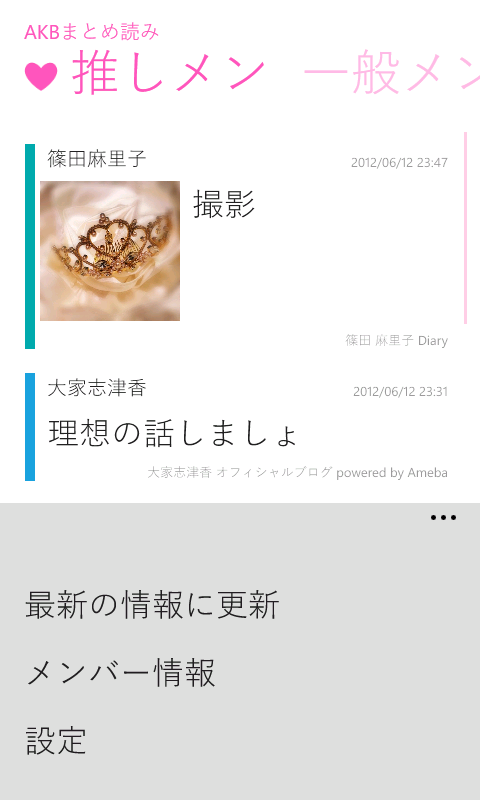 AKBまとめ読み
推しメン 一般メン
篠田麻里子 2012/06/12 23:47
撮影
篠田 麻里子 Diary
大家志津香 2012/06/12 23:31
理想の話しましょ
大家志津香 オフィシャルブログ powered by Ameba
最新の情報に更新
メンバー情報
設定